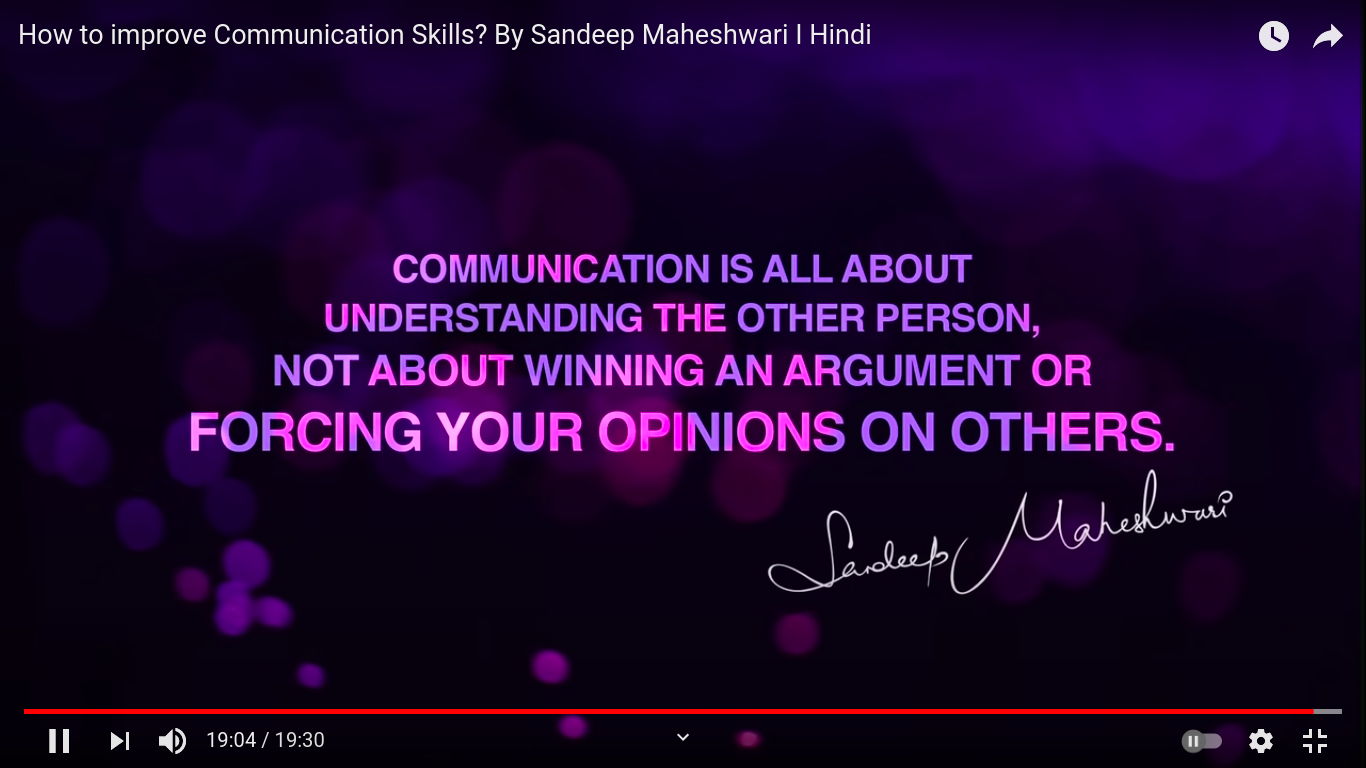 How to improve Communication Skills? By Sandeep Maheshwari I Hindi
COMMUNICATION IS ALL ABOUT
UNDERSTANDING THE OTHER PERSON,
NOT ABOUT WINNING AN ARGUMENT OR
FORCING YOUR OPINIONS ON OTHERS.
Sandeep Maheshwari
19:04 / 19:30